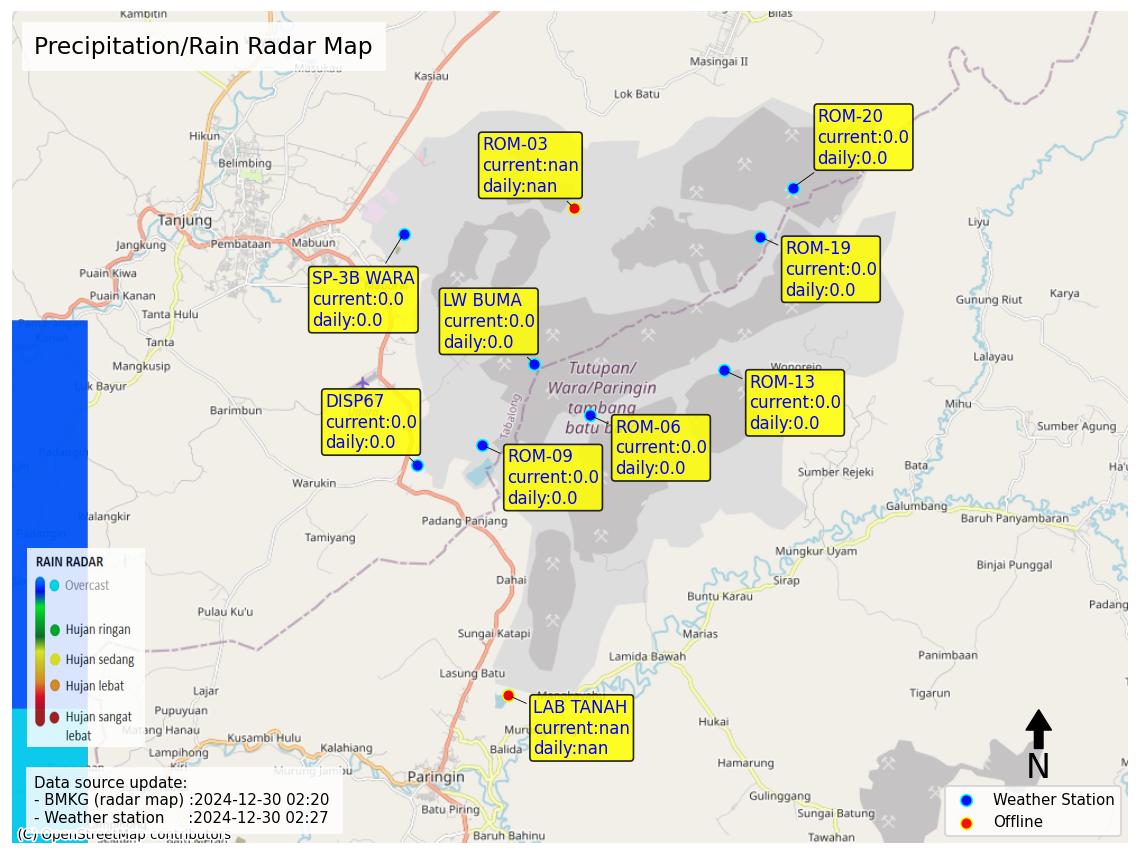 Kambitin
Bilas
Precipitation/Rain Radar Map
Masukau
Kasiau
Masingai II
Lok Batu
ROM-20
current:0.0
daily:0.0
Hikun
ROM-03
current:nan
daily:nan
Belimbing
Tanjung
Liyu
Jangkung
Pembataan
Mabuun
ROM-19
current:0.0
daily:0.0
Puain Kiwa
SP-3B WARA
current:0.0
daily:0.0
Puain Kanan
LW BUMA
current:0.0
daily:0.0
Karya
Gunung Riut
Tanta Hulu
Kanan
Tanta
Lalayau
Mangkusip
Wonorejo
Tutupan/
Wara/Paringin
tambang
batu b
ROM-13
current:0.0
daily:0.0
Luk Bayur
DISP67
current:0.0
daily:0.0
Barimbun
Tabalong
Mihu
ROM-06
current:0.0
daily:0.0
Sumber Agung
ROM-09
current:0.0
daily:0.0
Padangin
Bata
Sumber Rejeki
Warukin
Galumbang
Walangkir
Padang Panjang
Baruh Panyambaran
Padangin
Tamiyang
Mungkur Uyam
RAIN RADAR
Overcast
Hujan ringan
Hujan sedang
Hujan lebat
Hujan sangat
lebat
Binjai Punggal
Dahai
Sirap
Buntu Karau
Padang
Pulau Ku'u
Sungai Katapi
Marias
Lamida Bawah
Panimbaan
Lasung Batu
Lajar
Tigarun
LAB TANAH
current:nan
daily:nan
Pupuyuan
Hukai
Matang Hanau
Kusambi Hulu
Kalahiang
Balida
Lampihong
Hamarung
N
Murung Jambu
Paringin
Data source update:
- BMKG (radar map) :2024-12-30 02:20
- Weather station :2024-12-30 02:27
Gulinggang
Weather Station
Offline
Batu Piring
Sungai Batung
(C) OpenStreetMap contributors
Baruh Bahinu
Tawahan